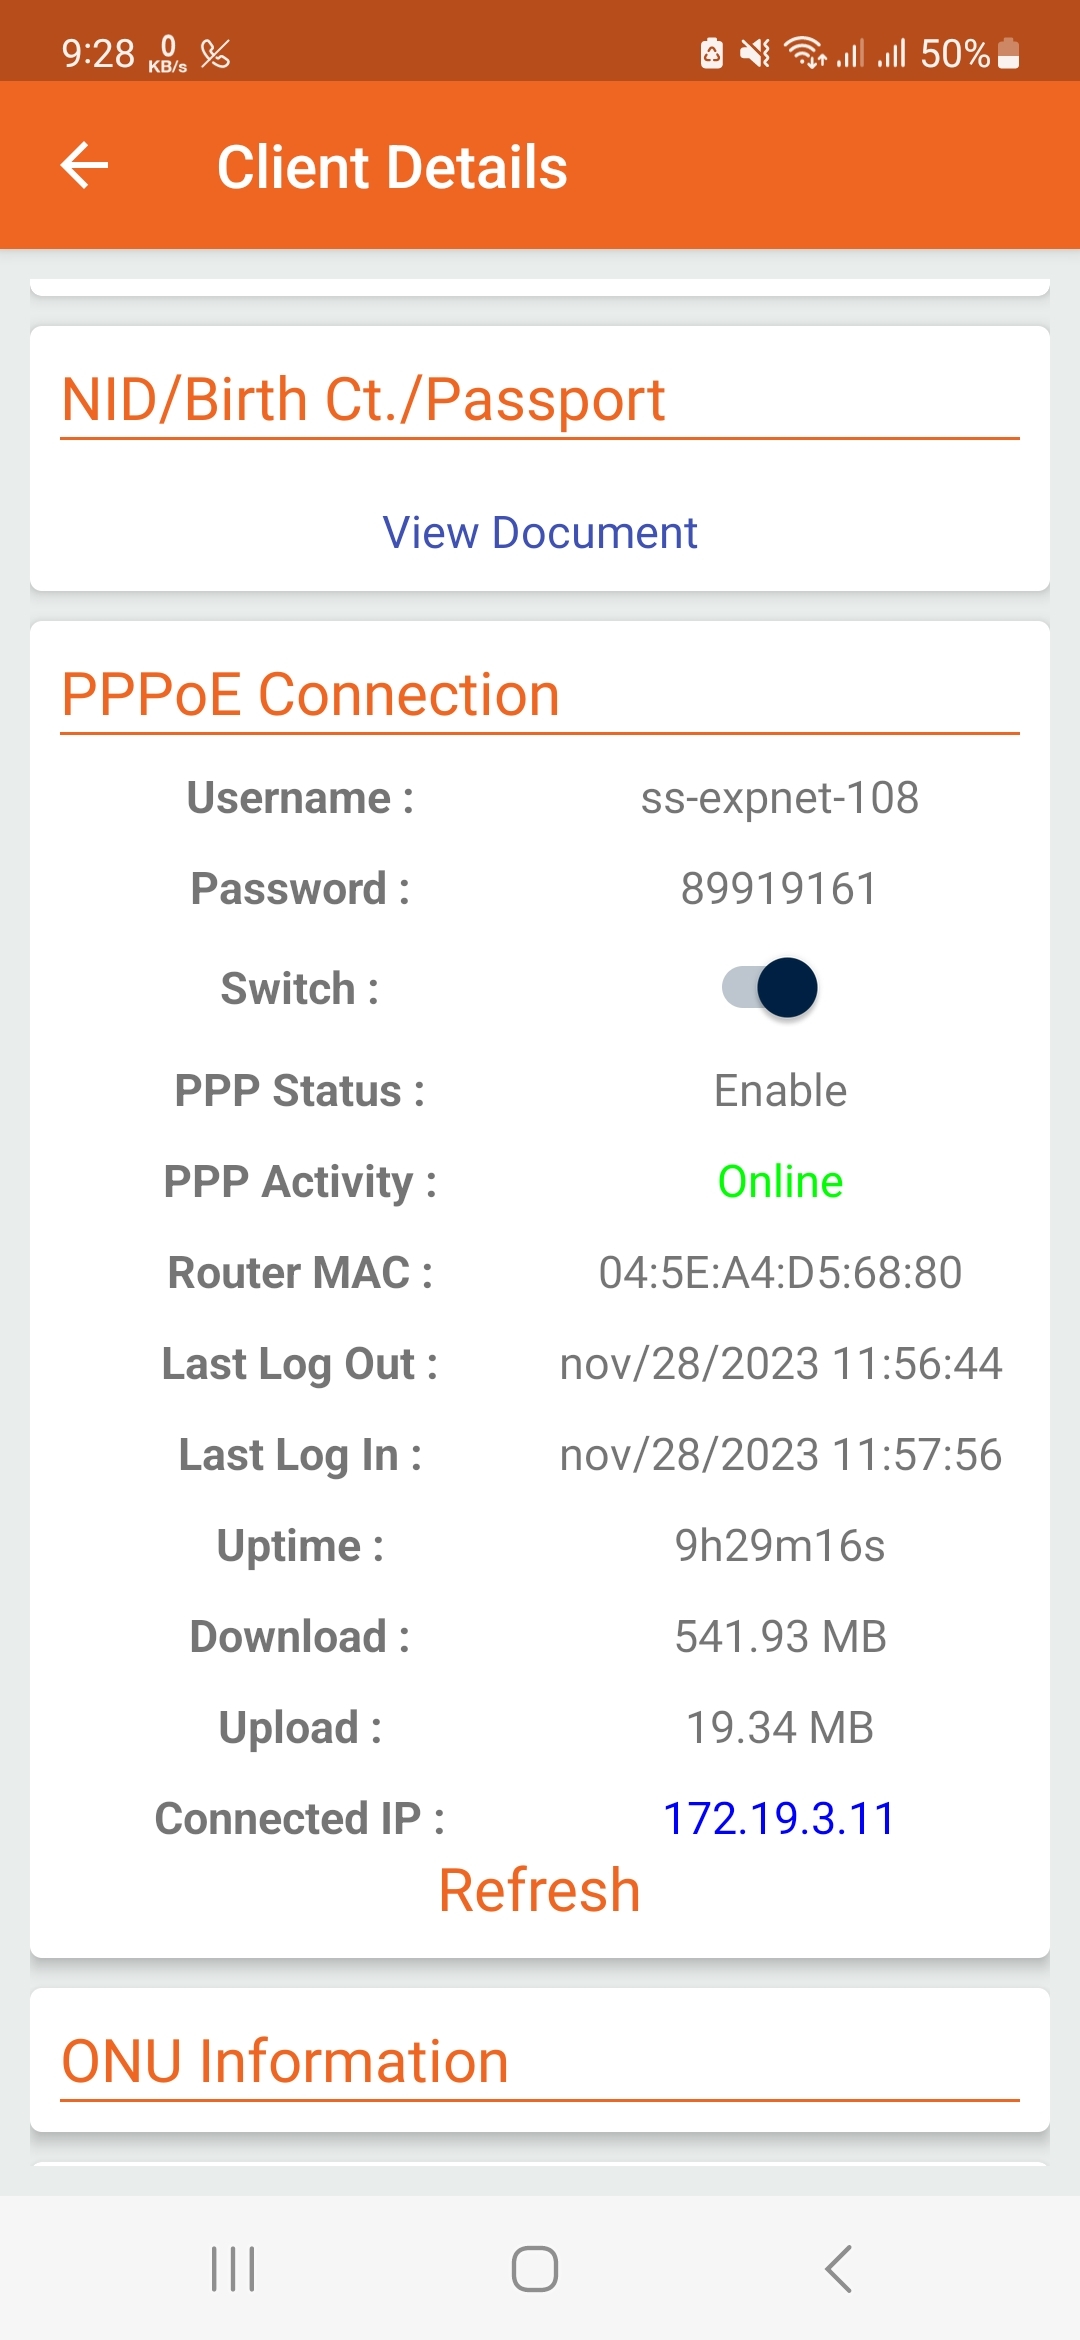 9:28 0 KB/s 50%
Client Details
NID/Birth Ct./Passport
View Document
PPPoE Connection
Username : ss-expnet-108
Password : 89919161
Switch :
PPP Status : Enable
PPP Activity : Online
Router MAC : 04:5E:A4:D5:68:80
Last Log Out : nov/28/2023 11:56:44
Last Log In : nov/28/2023 11:57:56
Uptime : 9h29m16s
Download : 541.93 MB
Upload : 19.34 MB
Connected IP : 172.19.3.11
Refresh
ONU Information